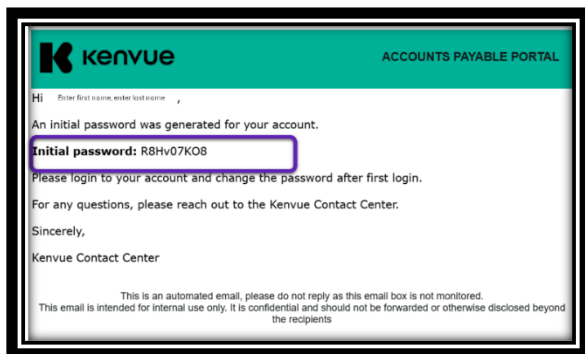 kenvue
ACCOUNTS PAYABLE PORTAL
Hi Enter first name, enter last name ,
An initial password was generated for your account.
Initial password: R8Hv07KO8
Please login to your account and change the password after first login.
For any questions, please reach out to the Kenvue Contact Center.
Sincerely,
Kenvue Contact Center
This is an automated email, please do not reply as this email box is not monitored.
This email is intended for internal use only. It is confidential and should not be forwarded or otherwise disclosed beyond
the recipients